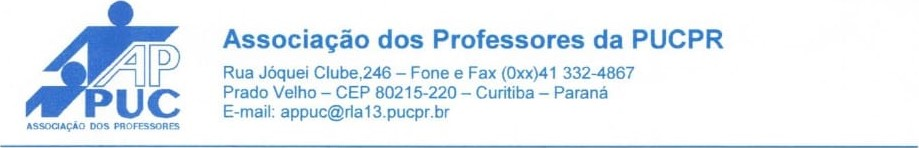 AP
PUC
ASSOCIAÇÃO DOS PROFESSORES
Associação dos Professores da PUCPR
Rua Jóquei Clube,246 – Fone e Fax (0xx)41 332-4867
Prado Velho – CEP 80215-220 – Curitiba – Paraná
E-mail: appuc@rla13.pucpr.br